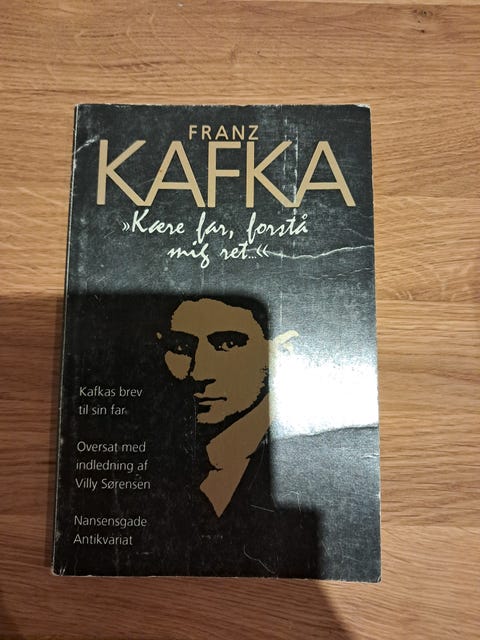 FRANZ
KAFKA
»Kære far, forstå
mig ret...«
Kafkas brev
til sin far
Oversat med
indledning af
Villy Sørensen
Nansensgade
Antikvariat